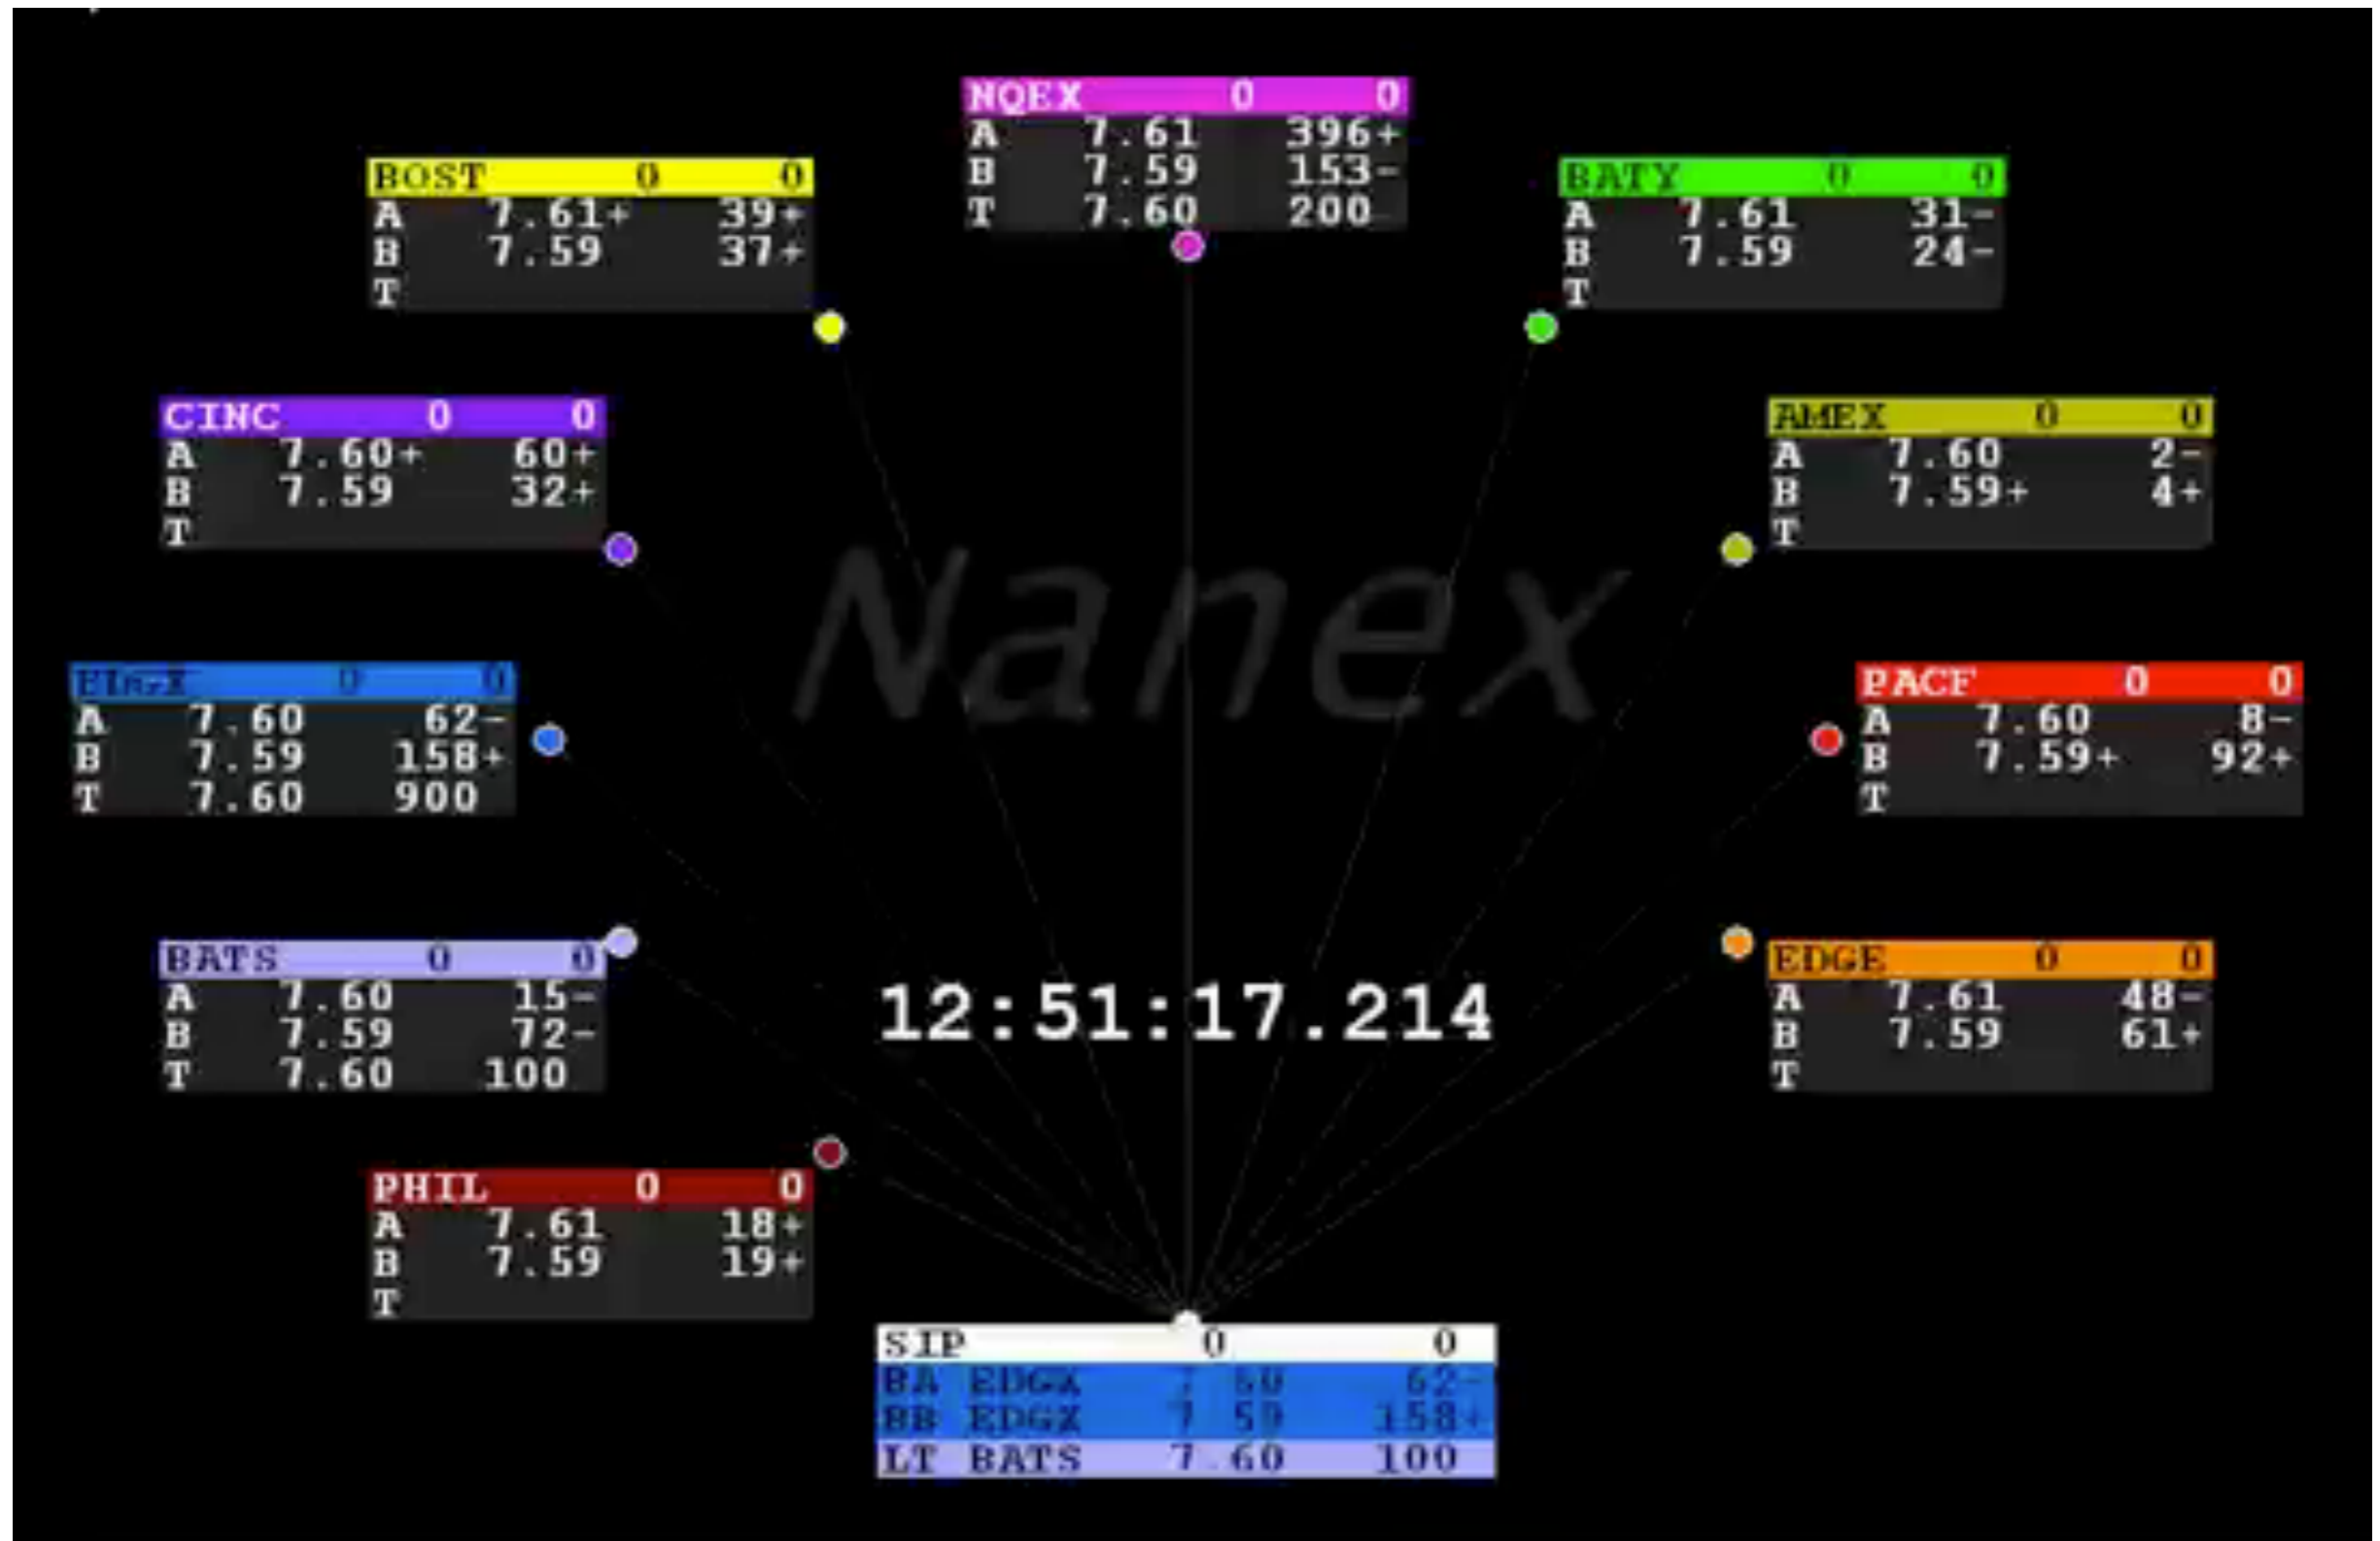 NQEX 0 0
A 7.61 396+
B 7.59 153-
T 7.60 200
BOST 0 0
A 7.61+ 39+
B 7.59 37+
T
BATY 0 0
A 7.61 31-
B 7.59 24-
T
CINC 0 0
A 7.60+ 60+
B 7.59 32+
T
AMEX 0 0
A 7.60 2-
B 7.59+ 4+
T
Nanex
0 0
A 7.60 62-
B 7.59 158+
T 7.60 900
PACF 0 0
A 7.60 8-
B 7.59+ 92+
T
BATS 0 0
A 7.60 15-
B 7.59 72-
T 7.60 100
12:51:17.214
EDGE 0 0
A 7.61 48-
B 7.59 61+
T
PHIL 0 0
A 7.61 18+
B 7.59 19+
T
SIP 0 0
BA EDGX 7 60 62-
BB EDGX 7 59 158+
LT BATS 7.60 100